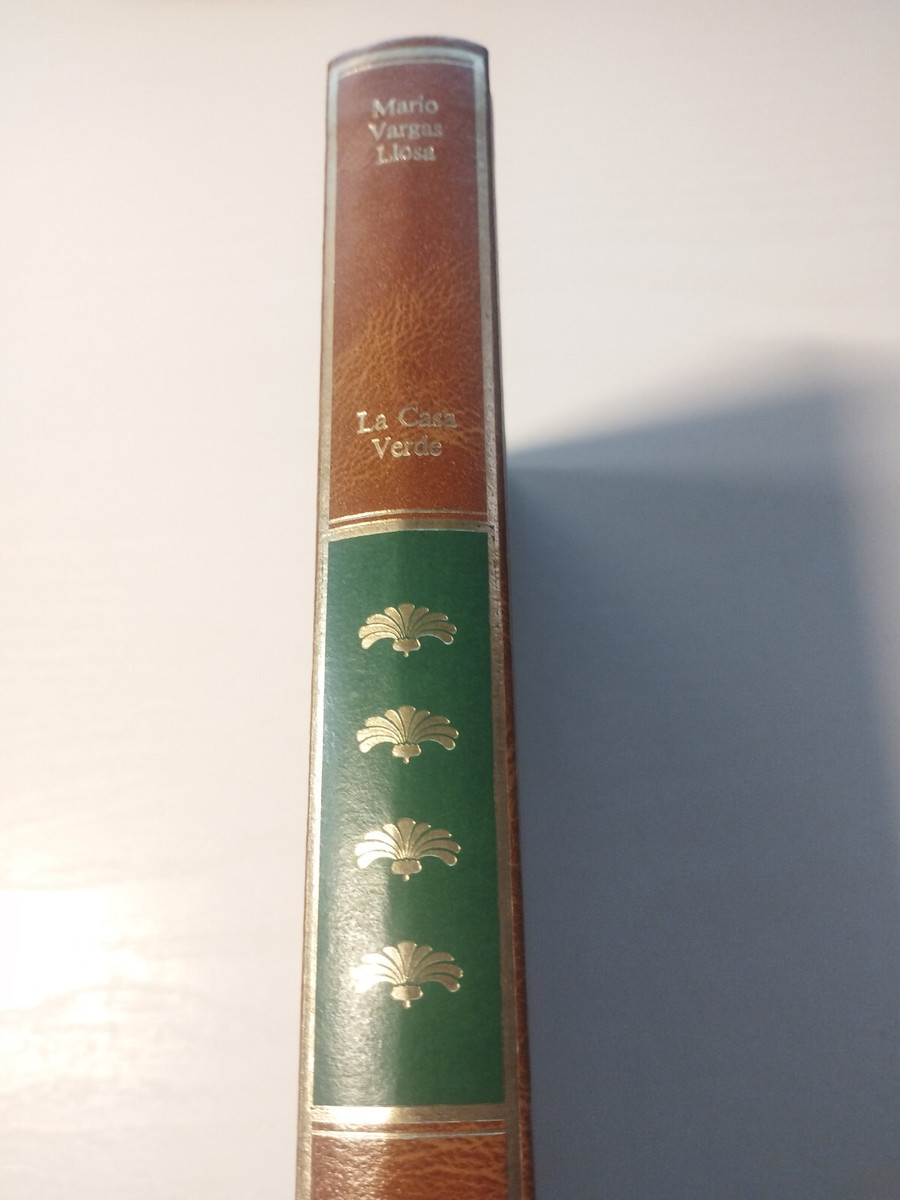 Mario
Vargas
Llosa
La Casa
Verde